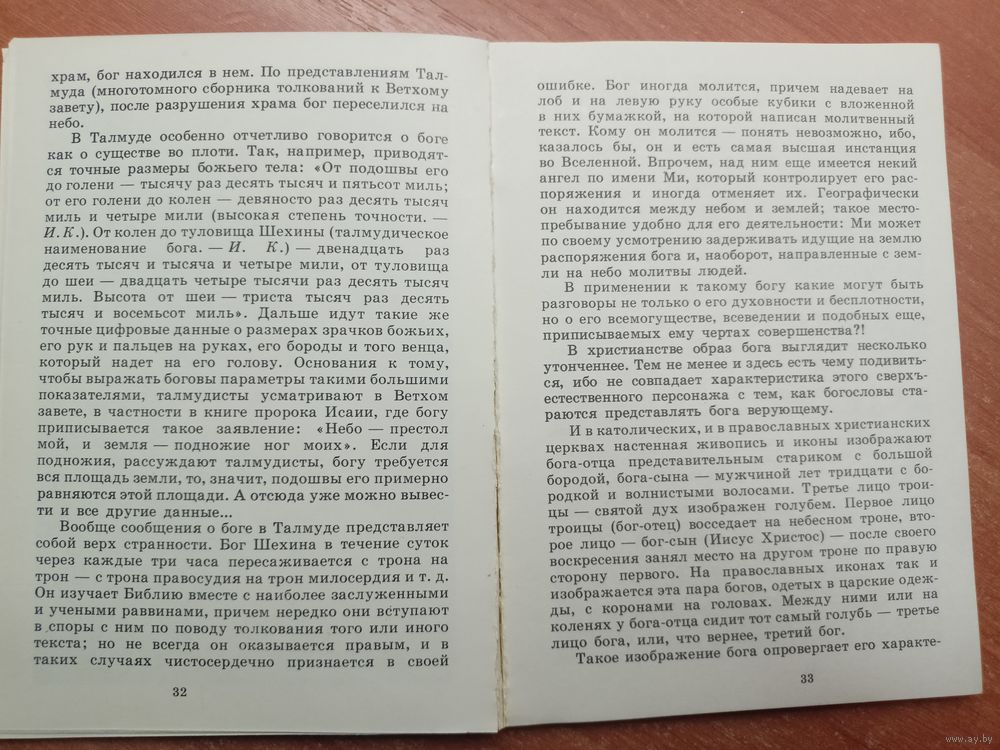 храм, бог находился в нем. По представлениям Тал-
муда (многотомного сборника толкований к Ветхому
завету), после разрушения храма бог переселился на
небо.
В Талмуде особенно отчетливо говорится о боге
как о существе во плоти. Так, например, приводят-
ся точные размеры божьего тела: «От подошвы его
до голени — тысячу раз десять тысяч и пятьсот миль;
от его голени до колен — девяносто раз десять тысяч
миль и четыре мили (высокая степень точности. —
И. К.). От колен до туловища Шехины (талмудическое
наименование бога. — И. К.) — двенадцать раз
десять тысяч и тысяча и четыре мили, от туловища
до шеи — двадцать четыре тысячи раз десять тысяч
миль. Высота от шеи — триста тысяч раз десять
тысяч и восемьсот миль». Дальше идут такие же
точные цифровые данные о размерах зрачков божьих,
его рук и пальцев на руках, его бороды и того венца,
который надет на его голову. Основания к тому,
чтобы выражать боговы параметры такими большими
показателями, талмудисты усматривают в Ветхом
завете, в частности в книге пророка Исаии, где богу
приписывается такое заявление: «Небо — престол
мой, и земля — подножие ног моих». Если для
подножия, рассуждают талмудисты, богу требуется
вся площадь земли, то, значит, подошвы его примерно
равняются этой площади. А отсюда уже можно вывес-
ти и все другие данные...
Вообще сообщения о боге в Талмуде представляет
собой верх странности. Бог Шехина в течение суток
через каждые три часа пересаживается с трона на
трон — с трона правосудия на трон милосердия и т. д.
Он изучает Библию вместе с наиболее заслуженными
и учеными раввинами, причем нередко они вступают
в споры с ним по поводу толкования того или иного
текста; но не всегда он оказывается правым, и в
таких случаях чистосердечно признается в своей
32
ошибке. Бог иногда молится, причем надевает на
лоб и на левую руку особые кубики с вложенной
в них бумажкой, на которой написан молитвенный
текст. Кому он молится — понять невозможно, ибо,
казалось бы, он и есть самая высшая инстанция
во Вселенной. Впрочем, над ним еще имеется некий
ангел по имени Ми, который контролирует его рас-
поряжения и иногда отменяет их. Географически
он находится между небом и землей; такое место-
пребывание удобно для его деятельности: Ми может
по своему усмотрению задерживать идущие на землю
распоряжения бога и, наоборот, направленные с зем-
ли на небо молитвы людей.
В применении к такому богу какие могут быть
разговоры не только о его духовности и бесплотности,
но о его всемогуществе, всеведении и подобных еще,
приписываемых ему чертах совершенства?!
В христианстве образ бога выглядит несколько
утонченнее. Тем не менее и здесь есть чему подивить-
ся, ибо не совпадает характеристика этого сверхъ-
естественного персонажа с тем, как богословы ста-
раются представлять бога верующему.
И в католических, и в православных христианских
церквах настенная живопись и иконы изображают
бога-отца представительным стариком с большой
бородой, бога-сына — мужчиной лет тридцати с бо-
родкой и волнистыми волосами. Третье лицо трои-
цы — святой дух изображен голубем. Первое лицо
троицы (бог-отец) восседает на небесном троне, вто-
рое лицо — бог-сын (Иисус Христос) — после своего
воскресения занял место на другом троне по правую
сторону первого. На православных иконах так и
изображается эта пара богов, одетых в царские одеж-
ды, с коронами на головах. Между ними или на
коленях у бога-отца сидит тот самый голубь — третье
лицо бога, или, что вернее, третий бог.
Такое изображение бога опровергает его характе-
33
www.ay.by